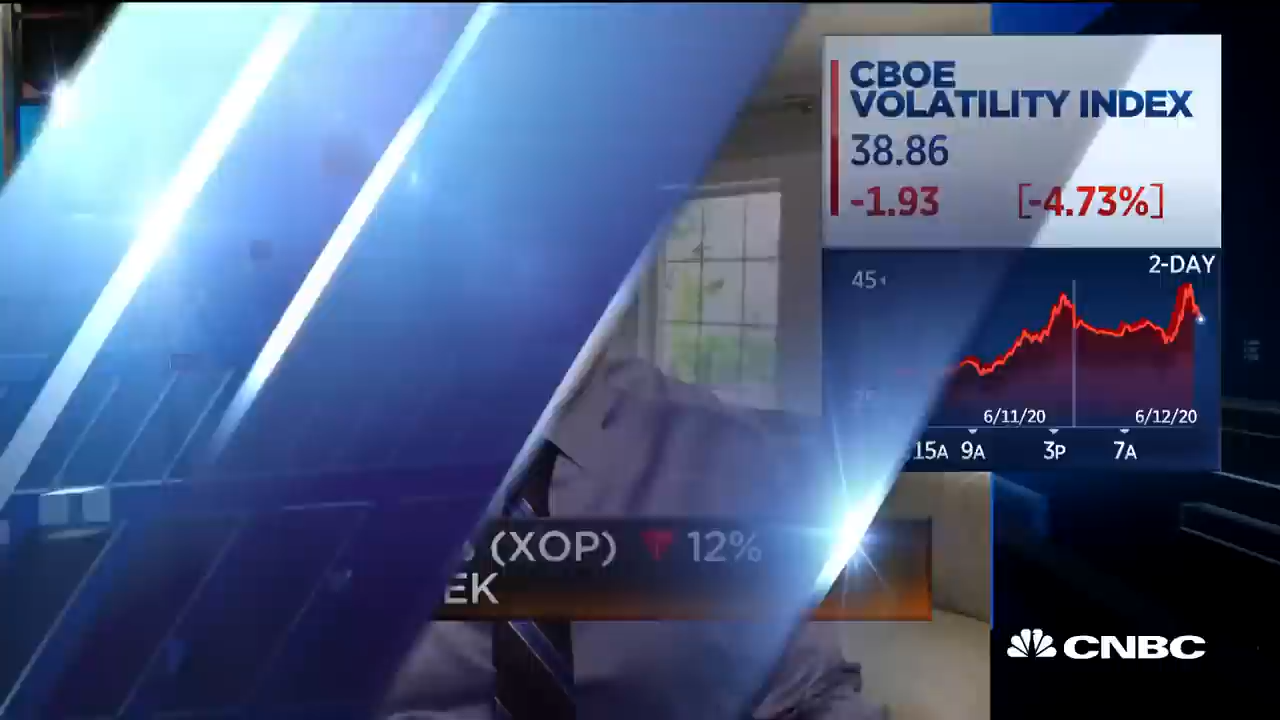 CBOE
VOLATILITY INDEX
38.86
-1.93 [-4.73%]
2-DAY
45
6/11/20 6/12/20
15A 9A 3P 7A
(XOP) 12%
EK
CNBC